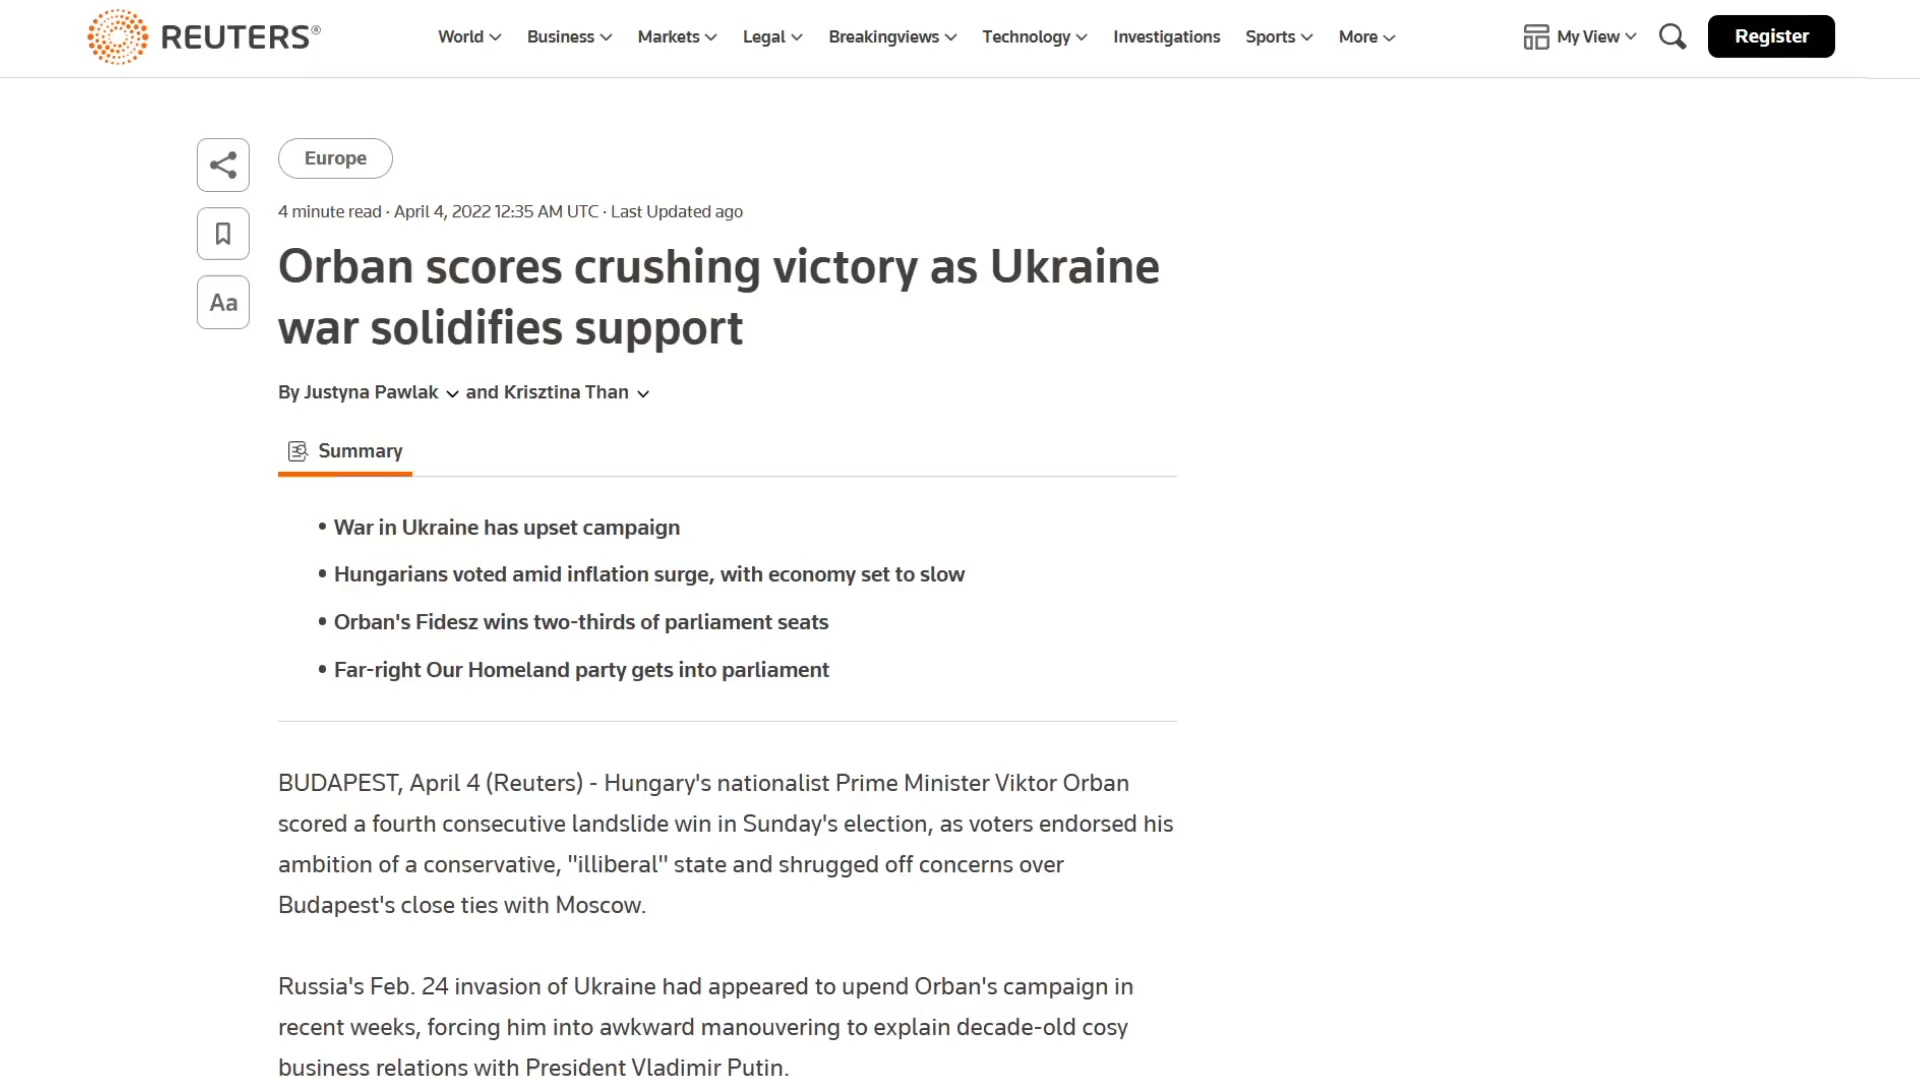 REUTERS®
World Business Markets Legal Breakingviews Technology Investigations Sports More My View Register
Europe
4 minute read · April 4, 2022 12:35 AM UTC · Last Updated ago
Aa
Orban scores crushing victory as Ukraine
war solidifies support
By Justyna Pawlak and Krisztina Than
Summary
• War in Ukraine has upset campaign
• Hungarians voted amid inflation surge, with economy set to slow
• Orban's Fidesz wins two-thirds of parliament seats
• Far-right Our Homeland party gets into parliament
BUDAPEST, April 4 (Reuters) - Hungary's nationalist Prime Minister Viktor Orban
scored a fourth consecutive landslide win in Sunday's election, as voters endorsed his
ambition of a conservative, "illiberal" state and shrugged off concerns over
Budapest's close ties with Moscow.
Russia's Feb. 24 invasion of Ukraine had appeared to upend Orban's campaign in
recent weeks, forcing him into awkward manouvering to explain decade-old cosy
business relations with President Vladimir Putin.